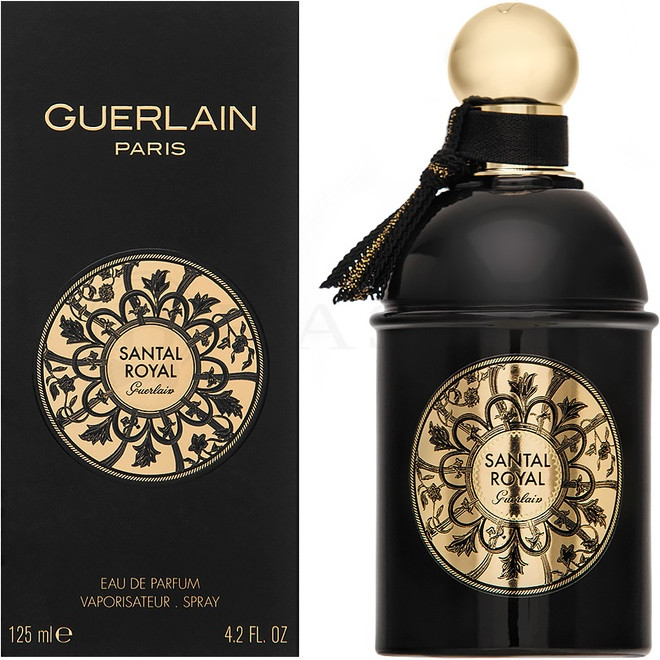 GUERLAIN
PARIS
SANTAL
ROYAL
Guerlain
EAU DE PARFUM
VAPORISATEUR . SPRAY
125 ml e
4.2 FL. OZ
SANTAL
ROYAL
Guerlain